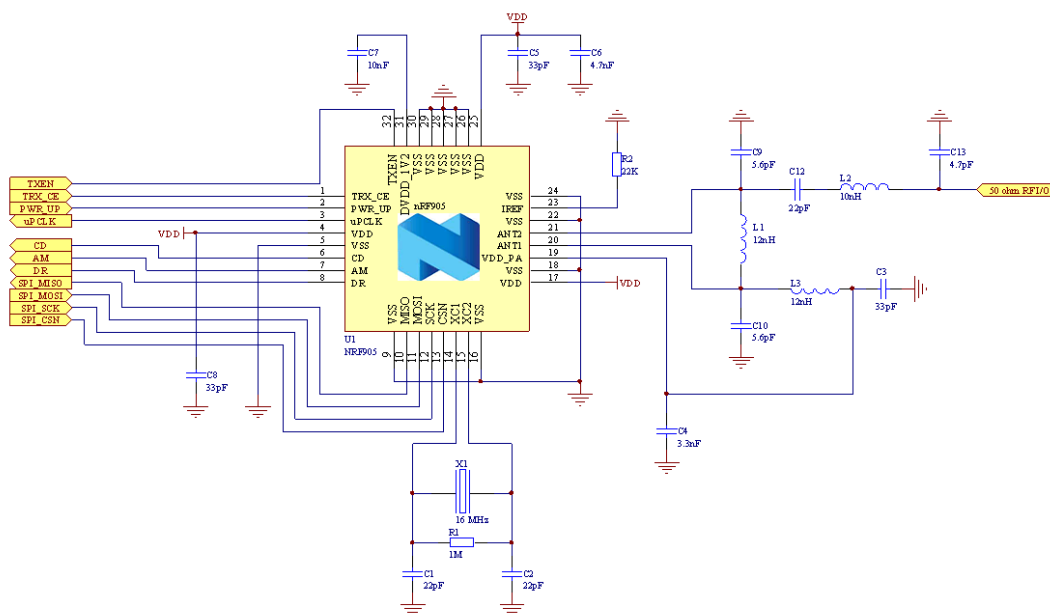 VDD
C7
10nF
C5
33pF
C6
4.7nF
32
31
30
29
28
27
26
25
TXEN
DVDD_1V2
VSS
VSS
VSS
VSS
VSS
VDD
R2
22K
C9
5.6pF
C12
22pF
L2
10nH
C13
4.7pF
50 ohm RFI/O
TXEN
TRX_CE
PWR_UP
uPCLK
CD
AM
DR
SPI_MISO
SPI_MOSI
SPI_SCK
SPI_CSN
VDD
1
2
3
4
5
6
7
8
TRX_CE
PWR_UP
uPCLK
VDD
VSS
CD
AM
DR
nRF905
VSS
IREF
VSS
ANT2
ANT1
VDD_PA
VSS
VDD
24
23
22
21
20
19
18
17
VDD
L1
12nH
L3
12nH
C3
33pF
C10
5.6pF
VSS
MISO
MOSI
SCK
CSN
XC1
XC2
VSS
U1
NRF905
9
10
11
12
13
14
15
16
C8
33pF
C4
3.3nF
X1
16 MHz
R1
1M
C1
22pF
C2
22pF